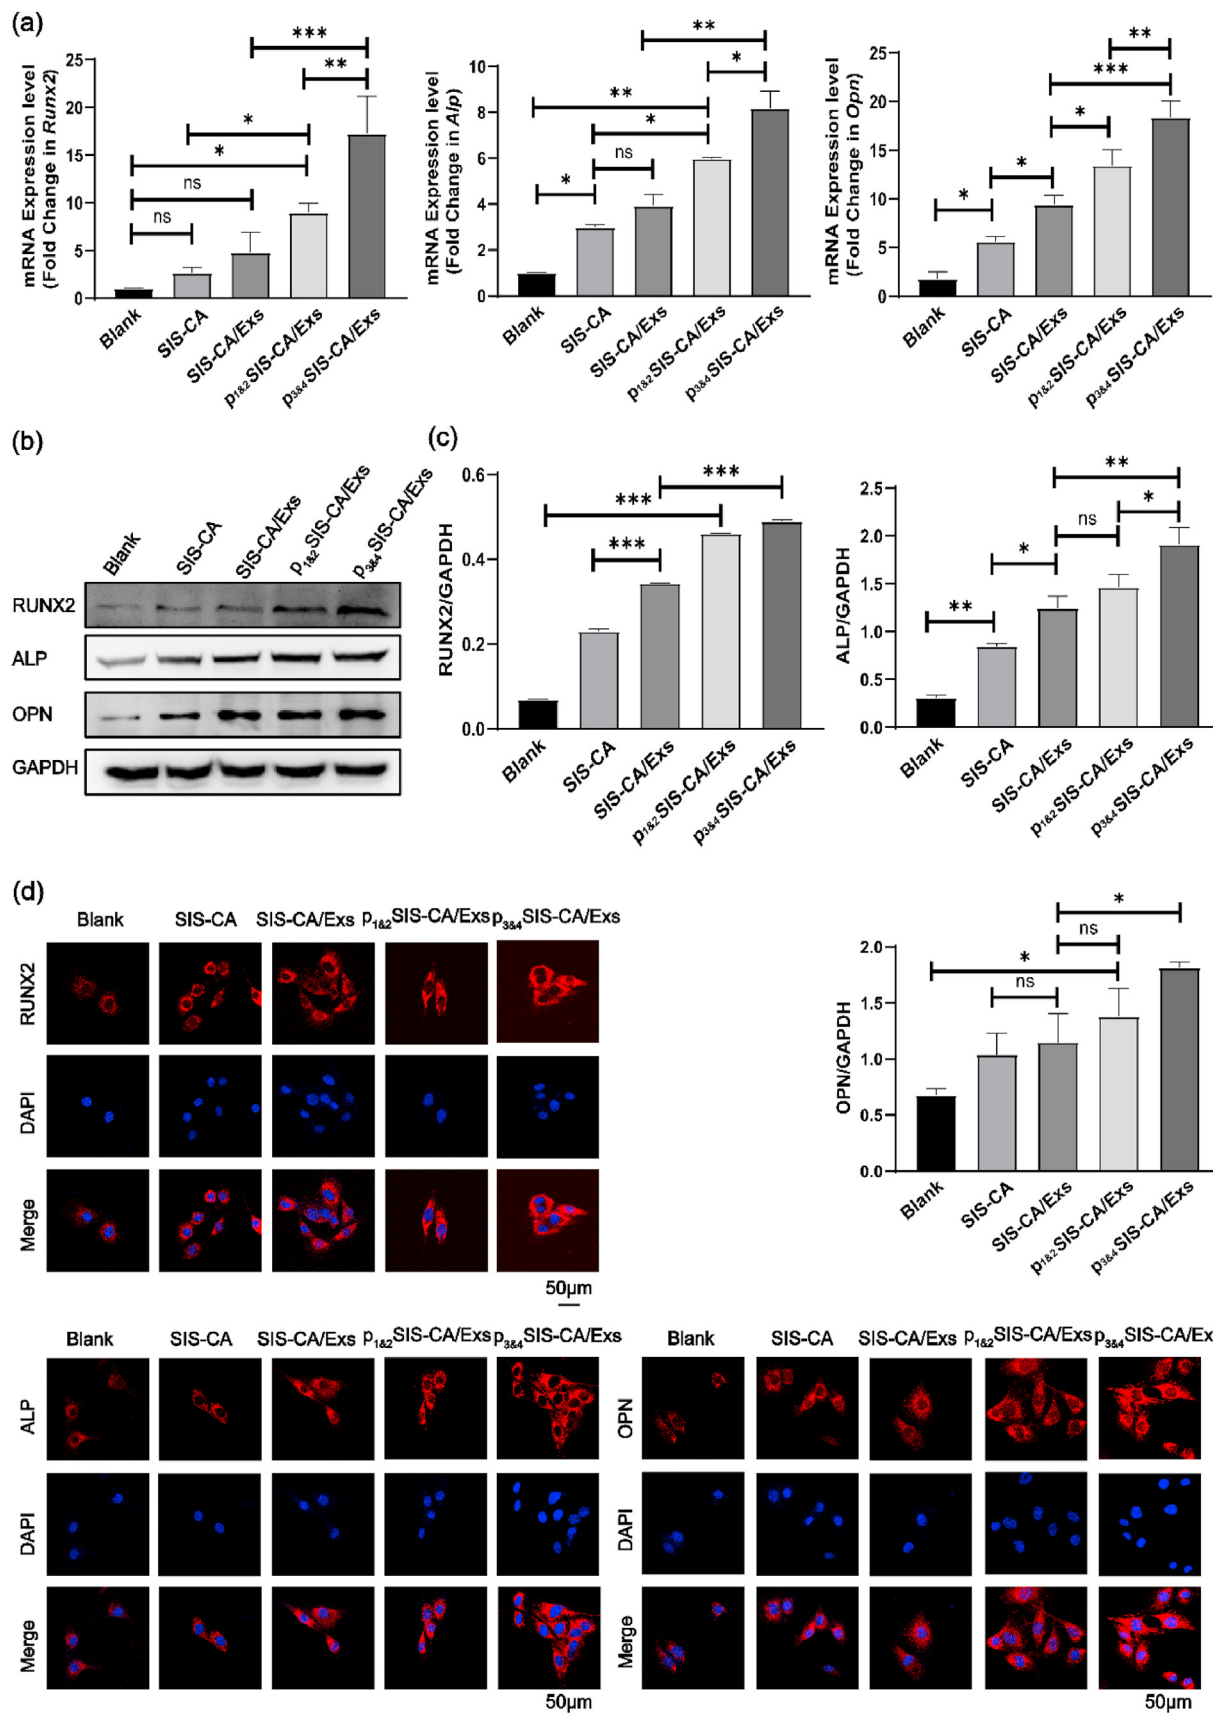 (a)
mRNA Expression level
(Fold Change in Runx2)
25
20
15
10
5
0
***
**
*
*
ns
ns
Blank
SIS-CA
SIS-CA/Exs
p1&2SIS-CA/Exs
p3&4SIS-CA/Exs
mRNA Expression level
(Fold Change in Alp)
10
8
6
4
2
0
**
*
**
*
ns
*
Blank
SIS-CA
SIS-CA/Exs
p1&2SIS-CA/Exs
p3&4SIS-CA/Exs
mRNA Expression level
(Fold Change in Opn)
25
20
15
10
5
0
**
***
*
*
*
Blank
SIS-CA
SIS-CA/Exs
p1&2SIS-CA/Exs
p3&4SIS-CA/Exs
(b)
Blank
SIS-CA
SIS-CA/Exs
p1&2SIS-CA/Exs
p3&4SIS-CA/Exs
RUNX2
ALP
OPN
GAPDH
(c)
RUNX2/GAPDH
0.6
0.4
0.2
0.0
***
***
***
Blank
SIS-CA
SIS-CA/Exs
p1&2SIS-CA/Exs
p3&4SIS-CA/Exs
ALP/GAPDH
2.5
2.0
1.5
1.0
0.5
0.0
**
*
ns
*
**
Blank
SIS-CA
SIS-CA/Exs
p1&2SIS-CA/Exs
p3&4SIS-CA/Exs
OPN/GAPDH
2.0
1.5
1.0
0.5
0.0
*
ns
*
ns
Blank
SIS-CA
SIS-CA/Exs
p1&2SIS-CA/Exs
p3&4SIS-CA/Exs
(d)
Blank SIS-CA SIS-CA/Exs p1&2SIS-CA/Exs p3&4SIS-CA/Exs
RUNX2
DAPI
Merge
50μm
Blank SIS-CA SIS-CA/Exs p1&2SIS-CA/Exs p3&4SIS-CA/Exs
ALP
DAPI
Merge
50μm
Blank SIS-CA SIS-CA/Exs p1&2SIS-CA/Exs p3&4SIS-CA/Ex
OPN
DAPI
Merge
50μm